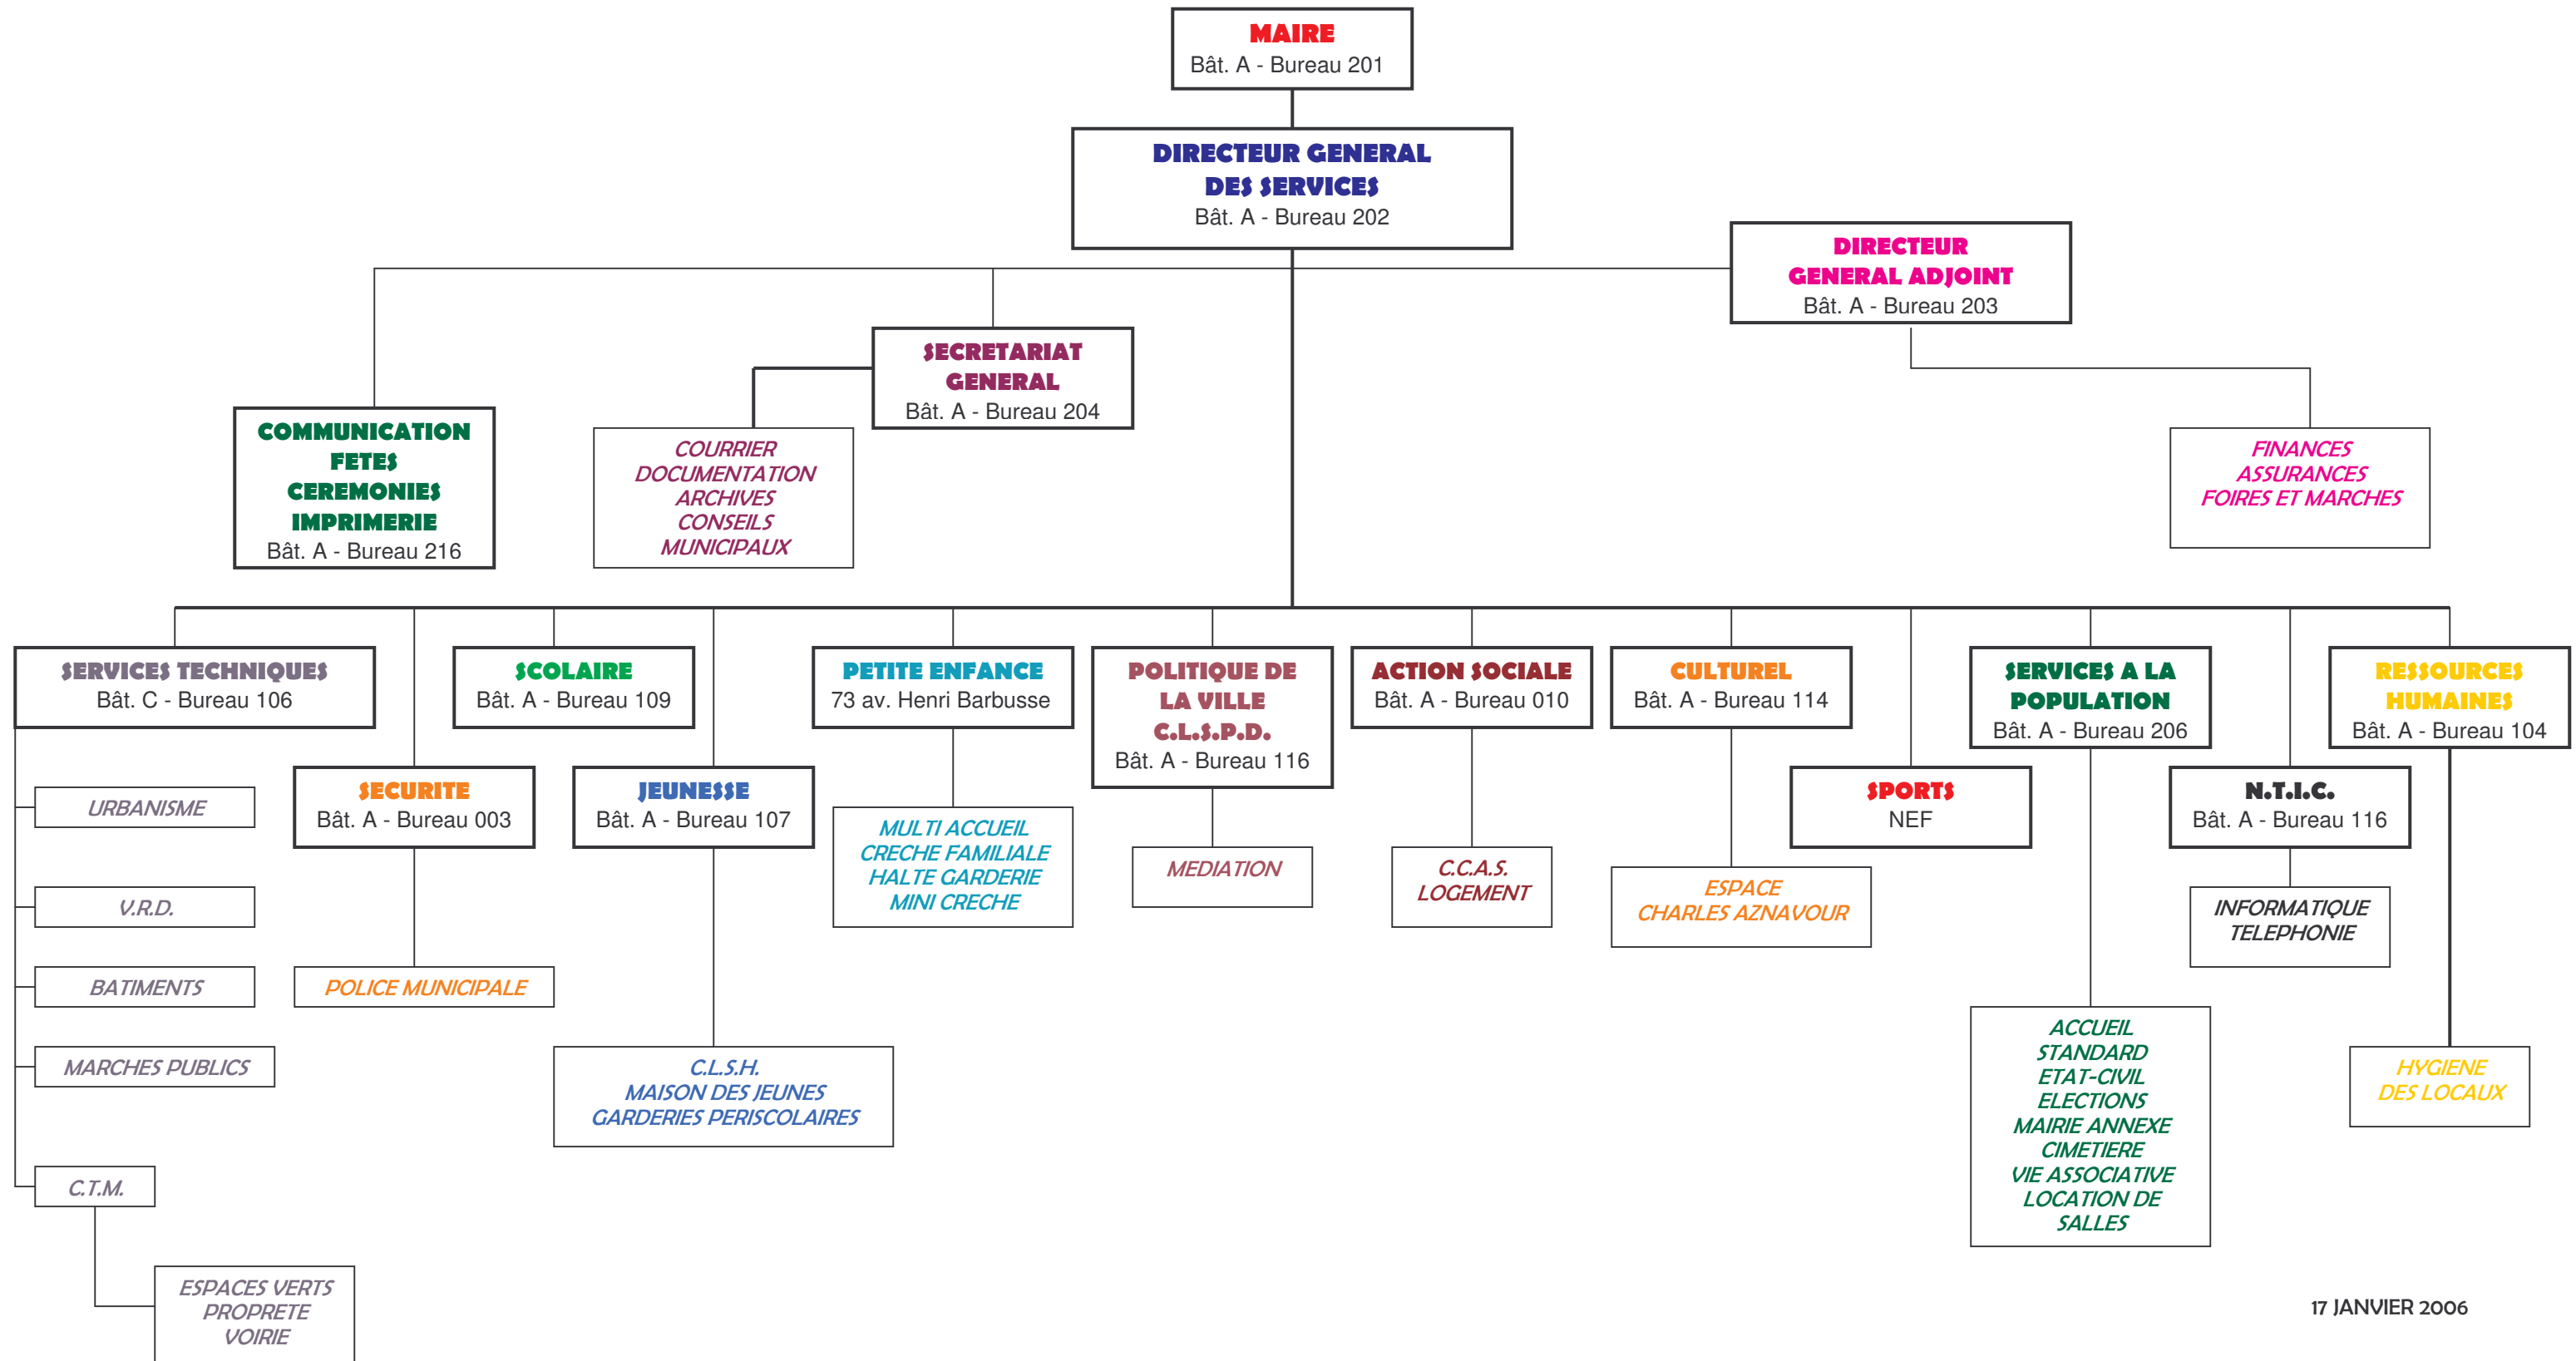 MAIRE
Bât. A - Bureau 201
DIRECTEUR GENERAL
DES SERVICES
Bât. A - Bureau 202
DIRECTEUR
GENERAL ADJOINT
Bât. A - Bureau 203
SECRETARIAT
GENERAL
Bât. A - Bureau 204
COMMUNICATION
FETES
CEREMONIES
IMPRIMERIE
Bât. A - Bureau 216
COURRIER
DOCUMENTATION
ARCHIVES
CONSEILS
MUNICIPAUX
FINANCES
ASSURANCES
FOIRES ET MARCHES
SERVICES TECHNIQUES
Bât. C - Bureau 106
SCOLAIRE
Bât. A - Bureau 109
PETITE ENFANCE
73 av. Henri Barbusse
POLITIQUE DE
LA VILLE
C.L.S.P.D.
Bât. A - Bureau 116
ACTION SOCIALE
Bât. A - Bureau 010
CULTUREL
Bât. A - Bureau 114
SERVICES A LA
POPULATION
Bât. A - Bureau 206
RESSOURCES
HUMAINES
Bât. A - Bureau 104
SECURITE
Bât. A - Bureau 003
JEUNESSE
Bât. A - Bureau 107
SPORTS
NEF
N.T.I.C.
Bât. A - Bureau 116
URBANISME
V.R.D.
BATIMENTS
MARCHES PUBLICS
C.T.M.
ESPACES VERTS
PROPRETE
VOIRIE
POLICE MUNICIPALE
C.L.S.H.
MAISON DES JEUNES
GARDERIES PERISCOLAIRES
MULTI ACCUEIL
CRECHE FAMILIALE
HALTE GARDERIE
MINI CRECHE
MEDIATION
C.C.A.S.
LOGEMENT
ESPACE
CHARLES AZNAVOUR
ACCUEIL
STANDARD
ETAT-CIVIL
ELECTIONS
MAIRIE ANNEXE
CIMETIERE
VIE ASSOCIATIVE
LOCATION DE
SALLES
INFORMATIQUE
TELEPHONIE
HYGIENE
DES LOCAUX
17 JANVIER 2006